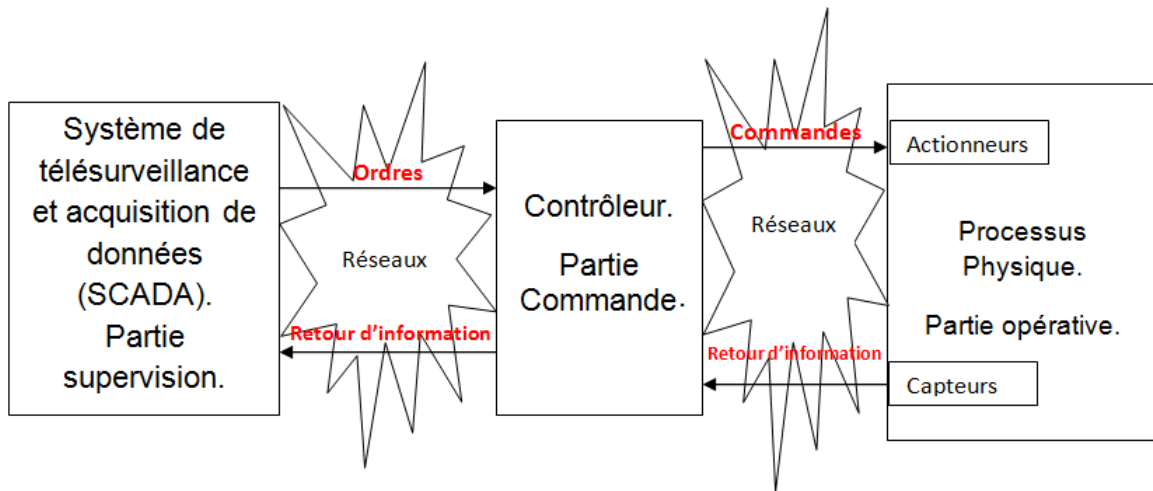 Système de
télésurveillance
et acquisition de
données
(SCADA).
Partie
supervision.
Ordres
Réseaux
Retour d’information
Contrôleur.
Partie
Commande.
Commandes
Réseaux
Retour d’information
Actionneurs
Processus
Physique.
Partie opérative.
Capteurs